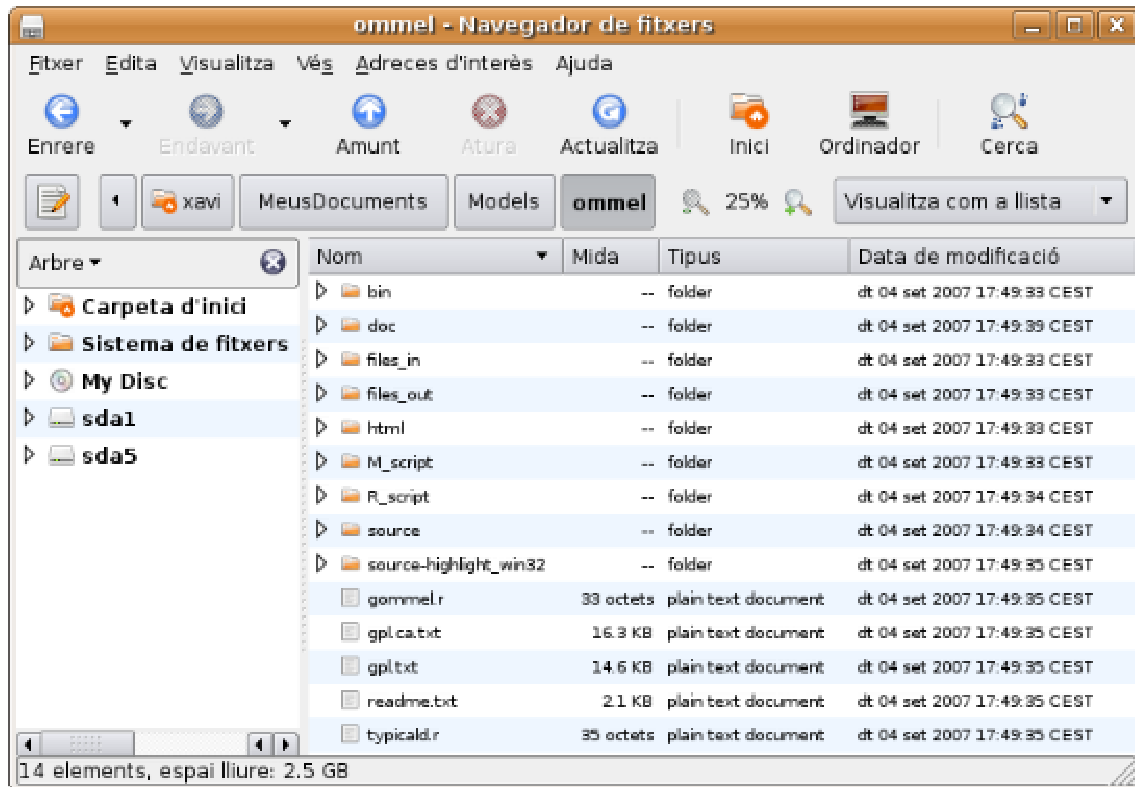 ommel - Navegador de fitxers
Fitxer Edita Visualitza Vés Adreces d'interès Ajuda
Enrere Endavant Amunt Atura Actualitza Inici Ordinador Cerca
xavi MeusDocuments Models ommel 25% Visualitza com a llista
Arbre
Carpeta d'inici
Sistema de fitxers
My Disc
sda1
sda5
Nom Mida Tipus Data de modificació
bin -- folder dt 04 set 2007 17:49:33 CEST
doc -- folder dt 04 set 2007 17:49:39 CEST
files_in -- folder dt 04 set 2007 17:49:33 CEST
files_out -- folder dt 04 set 2007 17:49:33 CEST
html -- folder dt 04 set 2007 17:49:33 CEST
M_script -- folder dt 04 set 2007 17:49:33 CEST
R_script -- folder dt 04 set 2007 17:49:34 CEST
source -- folder dt 04 set 2007 17:49:34 CEST
source-highlight_win32 -- folder dt 04 set 2007 17:49:35 CEST
gommel.r 33 octets plain text document dt 04 set 2007 17:49:35 CEST
gpl.ca.txt 16.3 KB plain text document dt 04 set 2007 17:49:35 CEST
gpl.txt 14.6 KB plain text document dt 04 set 2007 17:49:35 CEST
readme.txt 2.1 KB plain text document dt 04 set 2007 17:49:35 CEST
typicald.r 35 octets plain text document dt 04 set 2007 17:49:35 CEST
14 elements, espai lliure: 2.5 GB